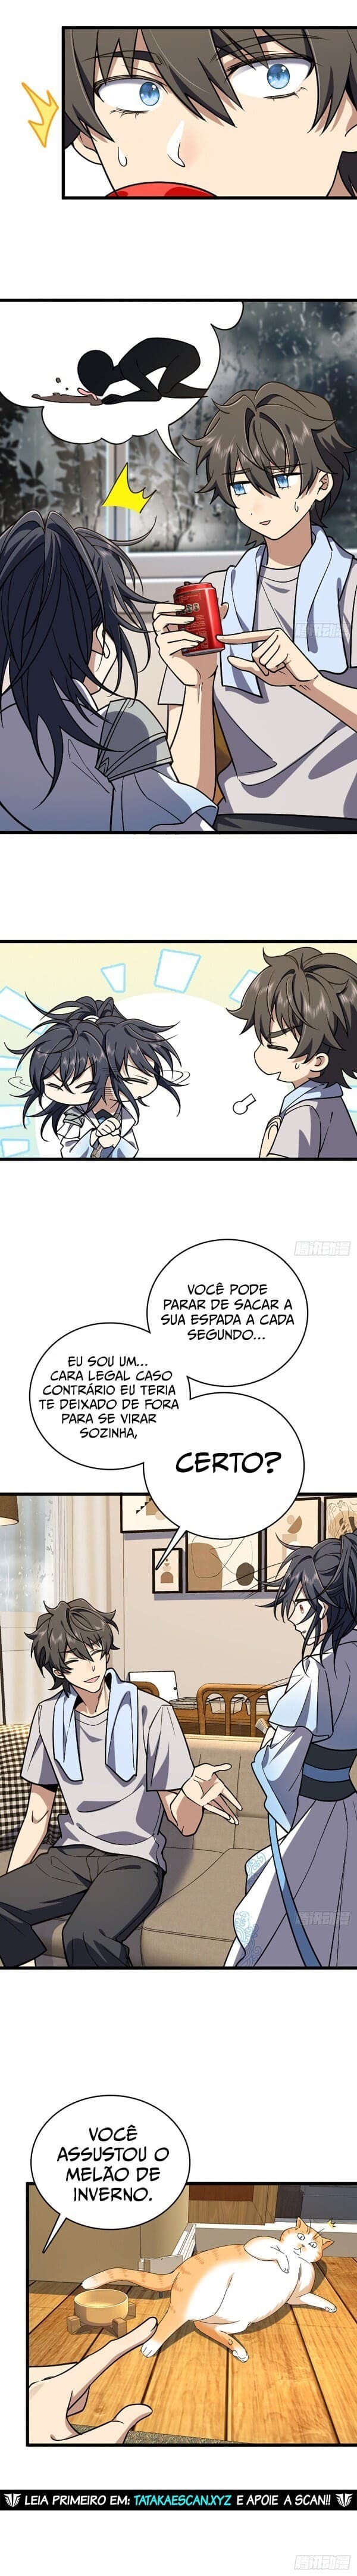 VOCÊ PODE
PARAR DE SACAR A
SUA ESPADA A CADA
SEGUNDO...
EU SOU UM...
CARA LEGAL CASO
CONTRÁRIO EU TERIA
TE DEIXADO DE FORA
PARA SE VIRAR
SOZINHA,
CERTO?
VOCÊ
ASSUSTOU O
MELÃO DE
INVERNO.
LEIA PRIMEIRO EM: TATAKAESCAN.XYZ E APOIE A SCAN!!